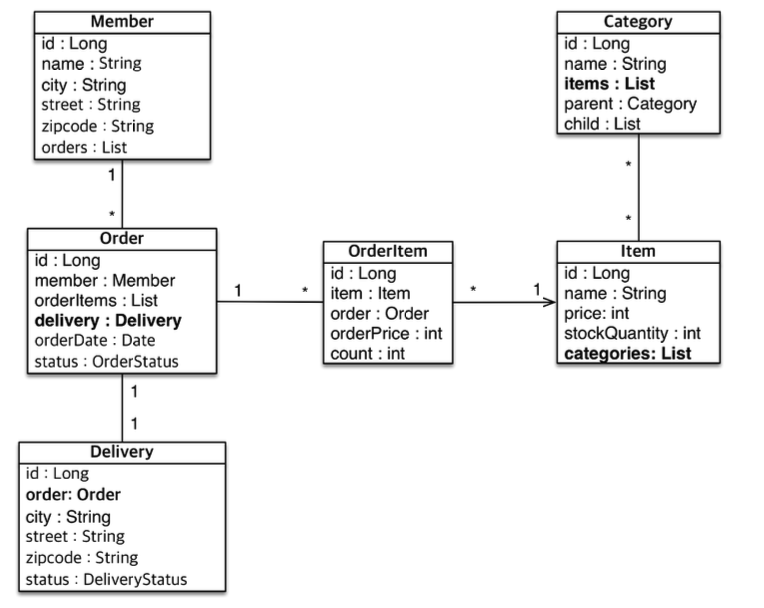 Member
id : Long
name : String
city : String
street : String
zipcode : String
orders : List
1
*
Category
id : Long
name : String
items : List
parent : Category
child : List
*
*
Order
id : Long
member : Member
orderItems : List
delivery : Delivery
orderDate : Date
status : OrderStatus
1
*
OrderItem
id : Long
item : Item
order : Order
orderPrice : int
count : int
*
1
Item
id : Long
name : String
price: int
stockQuantity : int
categories: List
1
1
Delivery
id : Long
order: Order
city : String
street : String
zipcode : String
status : DeliveryStatus